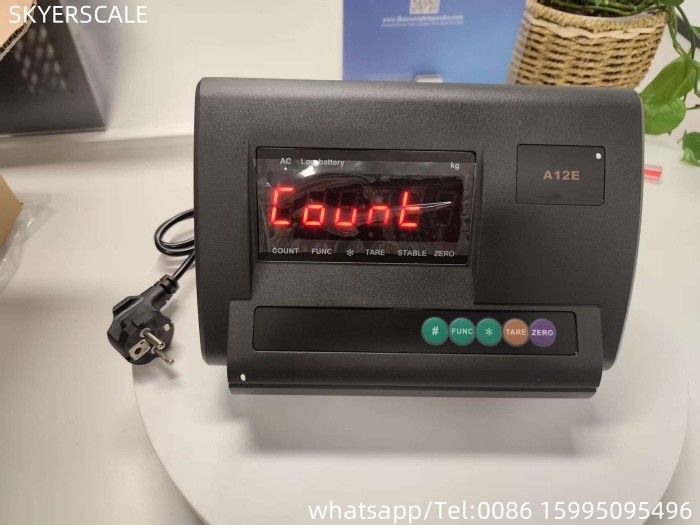 SKYERSCALE
AC Low battery kg
A12E
Count
COUNT FUNC * TARE STABLE ZERO
# FUNC * TARE ZERO
whatsapp/Tel:0086 15995095496